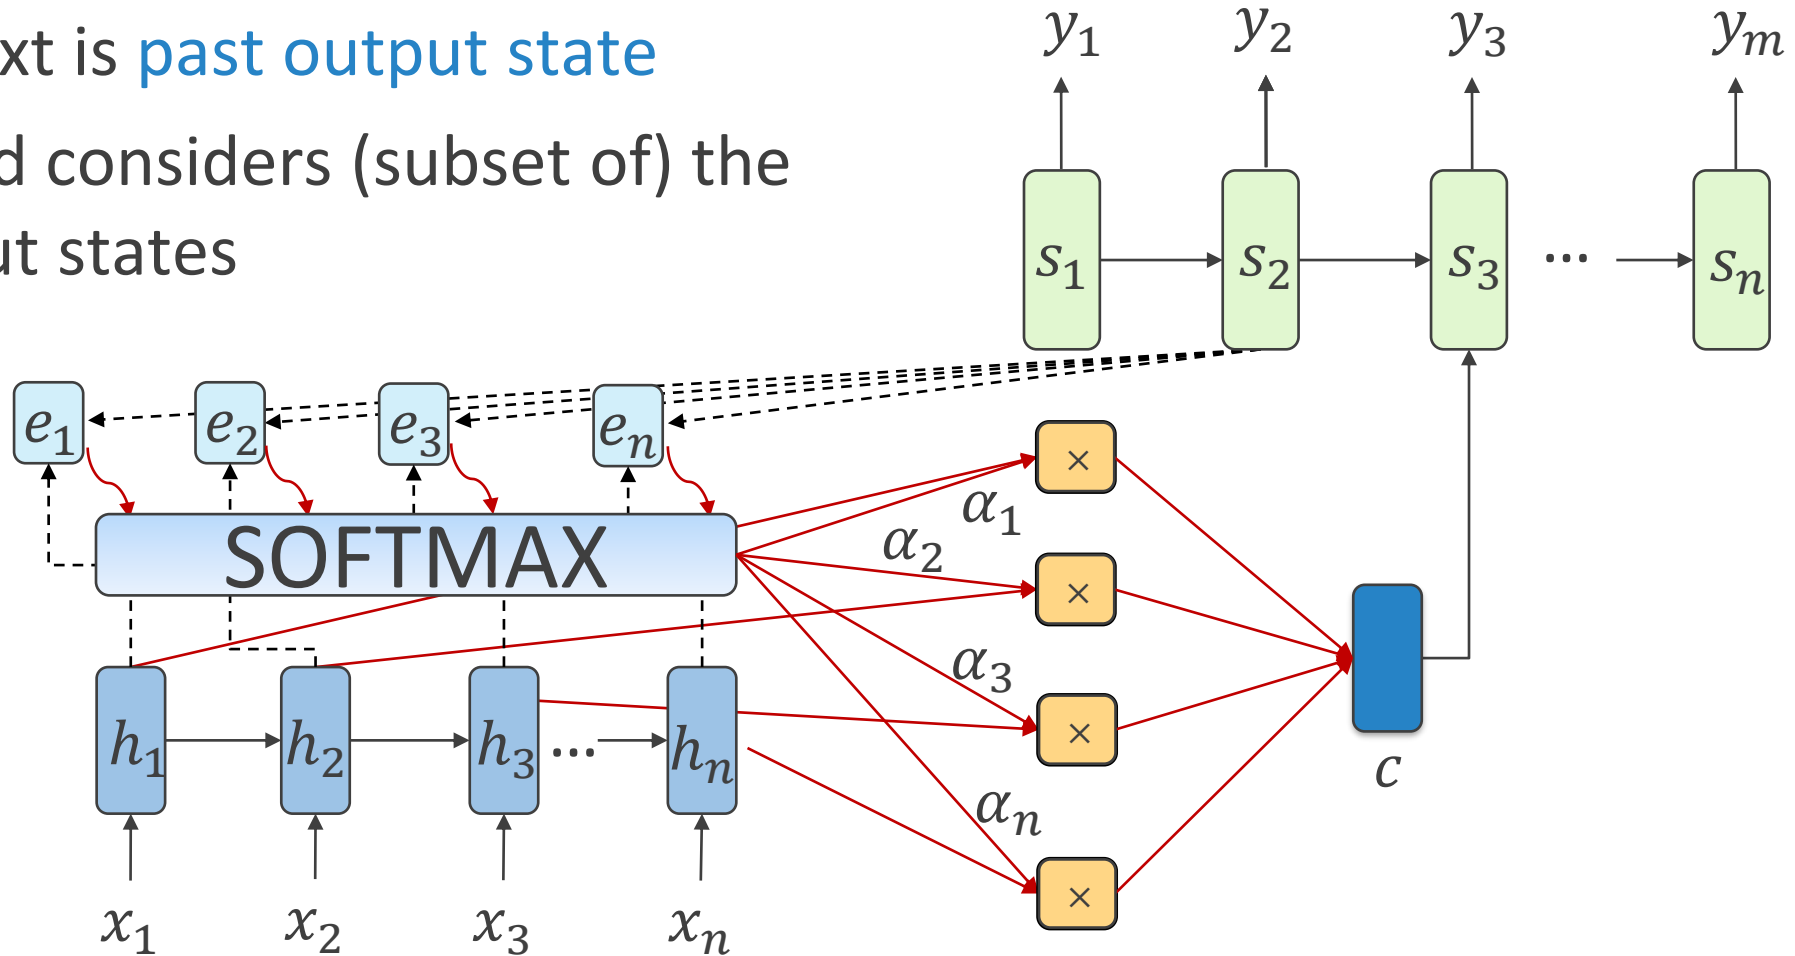 xt is past output state
d considers (subset of) the
ut states
y₁ y₂ y₃ yₘ
s₁ s₂ s₃ ... sₙ
e₁ e₂ e₃ eₙ
×
α₁
SOFTMAX
α₂
×
α₃
×
h₁ h₂ h₃ ... hₙ
c
αₙ
×
x₁ x₂ x₃ xₙ